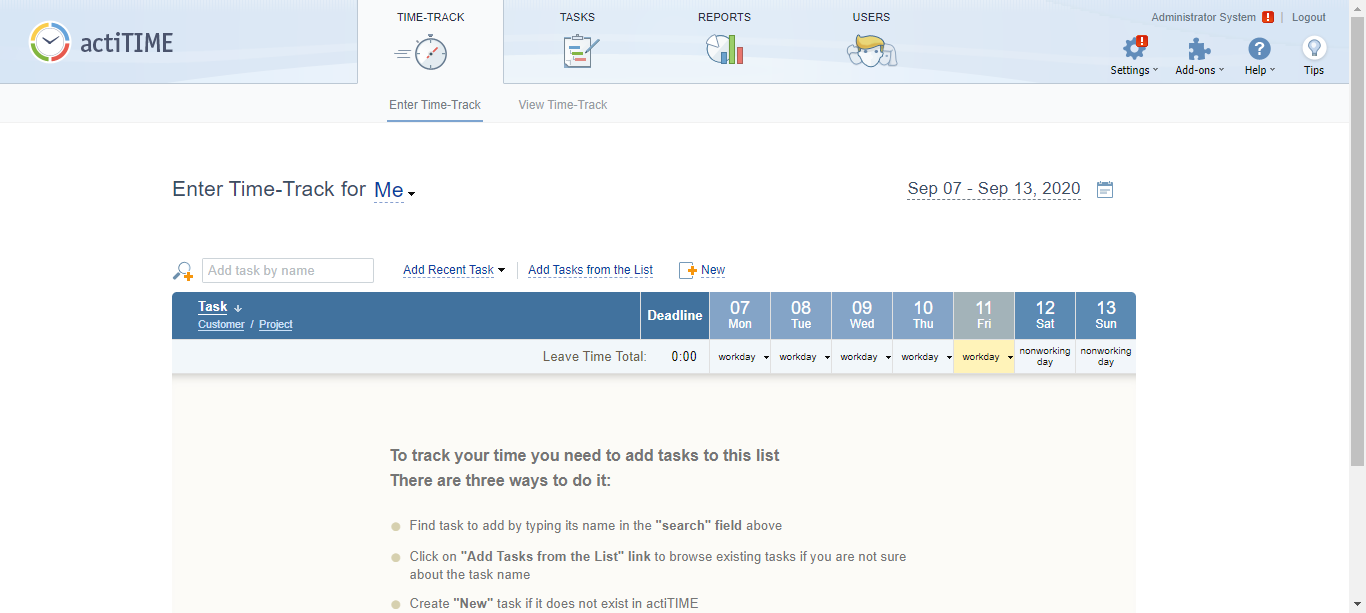 actiTIME
TIME-TRACK
TASKS
REPORTS
USERS
Administrator System ! | Logout
Settings
Add-ons
Help
Tips
Enter Time-Track
View Time-Track
Enter Time-Track for Me
Sep 07 - Sep 13, 2020
Add task by name
Add Recent Task
Add Tasks from the List
New
Task ↓
Customer / Project
Deadline
07 Mon
08 Tue
09 Wed
10 Thu
11 Fri
12 Sat
13 Sun
Leave Time Total: 0:00
workday
workday
workday
workday
workday
nonworking day
nonworking day
To track your time you need to add tasks to this list
There are three ways to do it:
Find task to add by typing its name in the "search" field above
Click on "Add Tasks from the List" link to browse existing tasks if you are not sure
about the task name
Create "New" task if it does not exist in actiTIME